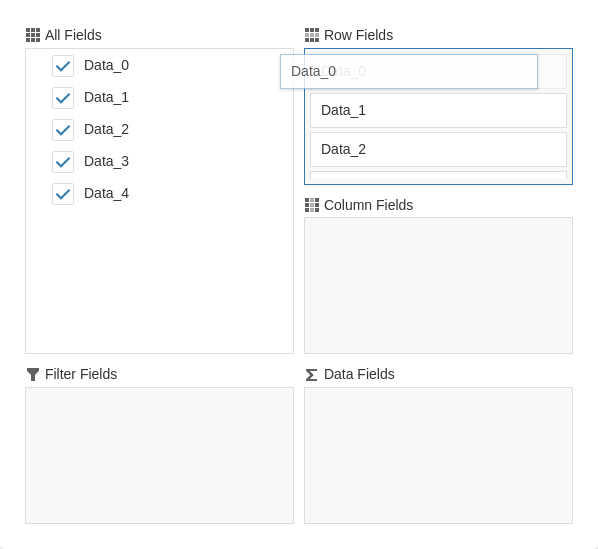 All Fields
Data_0
Data_1
Data_2
Data_3
Data_4
Row Fields
Data_0
Data_0
Data_1
Data_2
Column Fields
Filter Fields
Data Fields